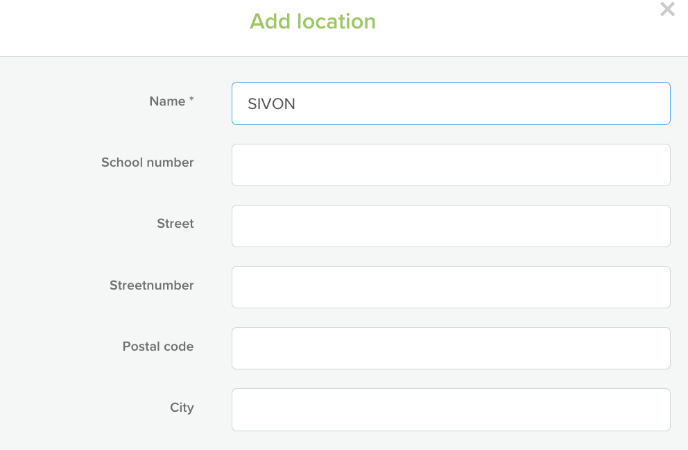 Add location
Name *
SIVON
School number
Street
Streetnumber
Postal code
City